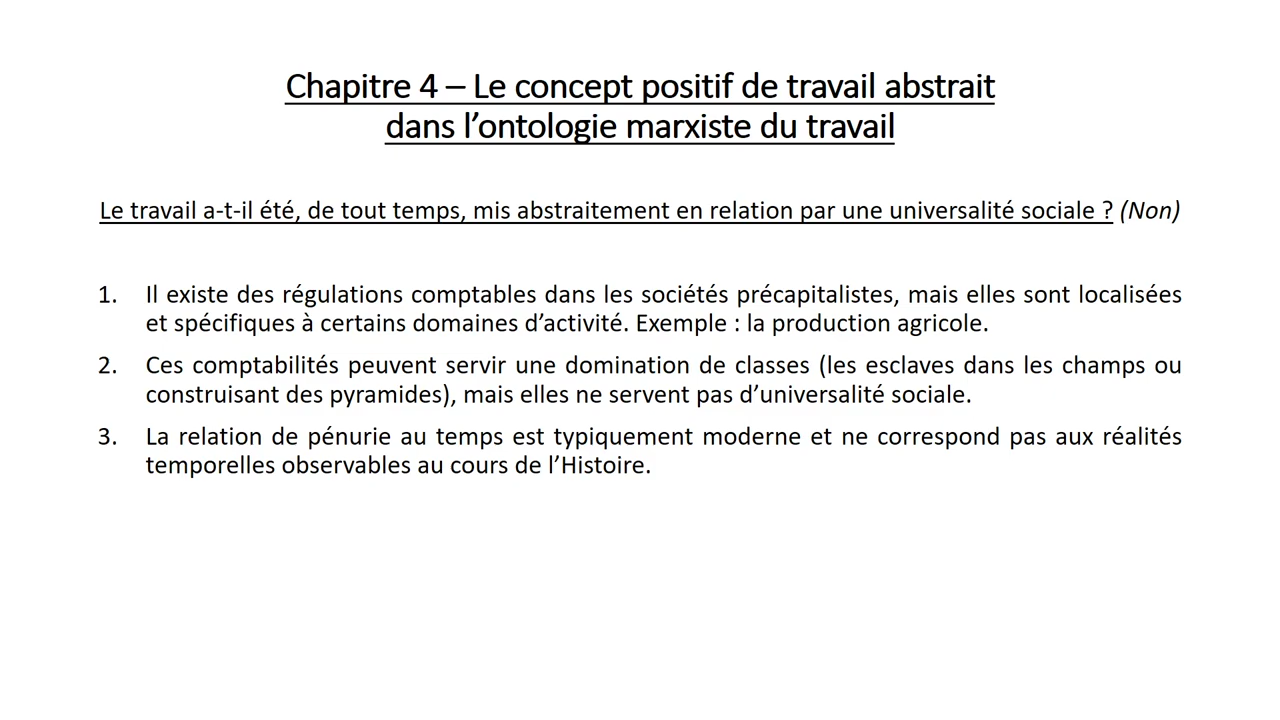 Chapitre 4 – Le concept positif de travail abstrait
dans l’ontologie marxiste du travail
Le travail a-t-il été, de tout temps, mis abstraitement en relation par une universalité sociale ? (Non)
1. Il existe des régulations comptables dans les sociétés précapitalistes, mais elles sont localisées
et spécifiques à certains domaines d’activité. Exemple : la production agricole.
2. Ces comptabilités peuvent servir une domination de classes (les esclaves dans les champs ou
construisant des pyramides), mais elles ne servent pas d’universalité sociale.
3. La relation de pénurie au temps est typiquement moderne et ne correspond pas aux réalités
temporelles observables au cours de l’Histoire.